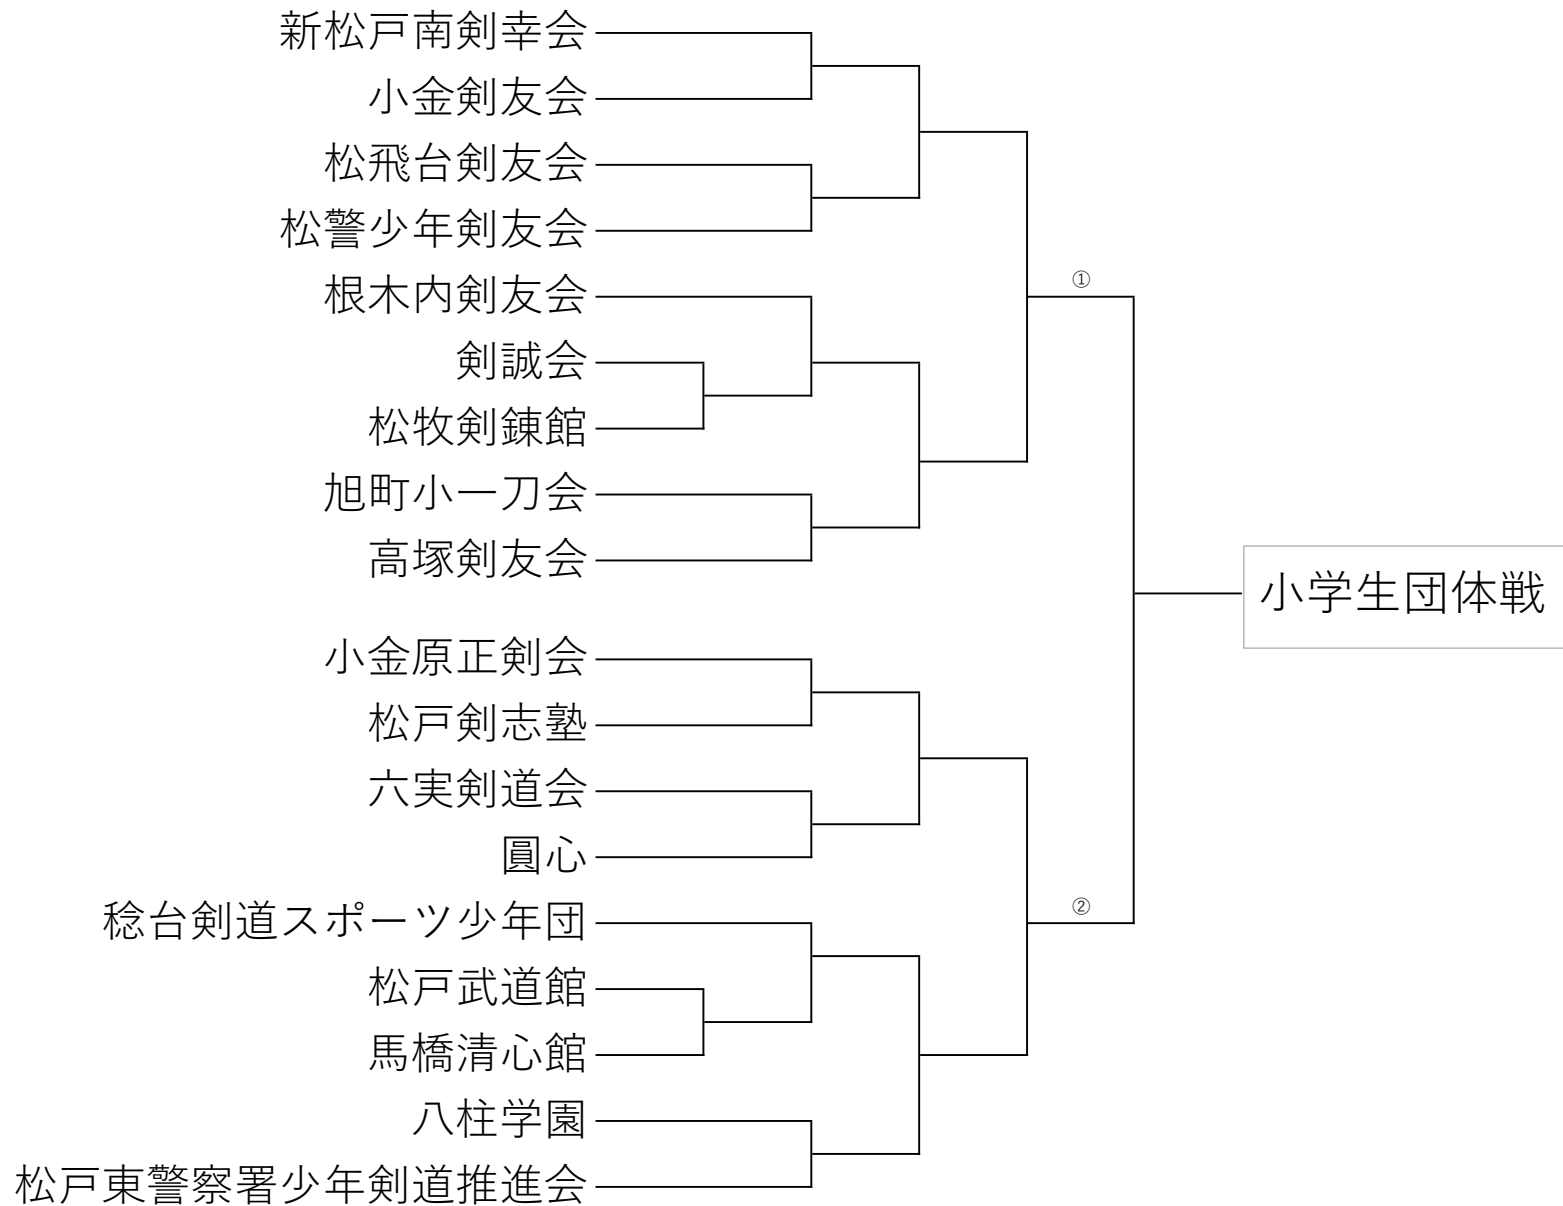 新松戸南剣幸会
小金剣友会
松飛台剣友会
松警少年剣友会
根木内剣友会
①
剣誠会
松牧剣錬館
旭町小一刀会
高塚剣友会
小学生団体戦
小金原正剣会
松戸剣志塾
六実剣道会
圓心
稔台剣道スポーツ少年団
②
松戸武道館
馬橋清心館
八柱学園
松戸東警察署少年剣道推進会